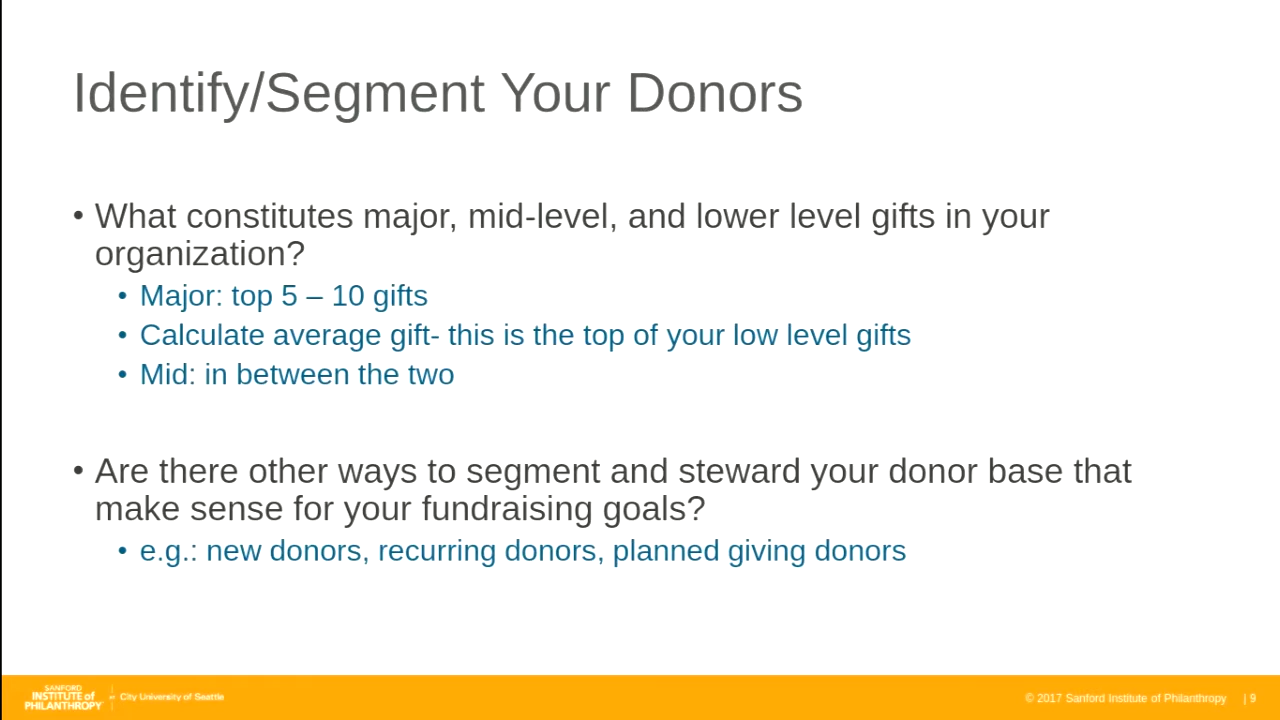 Identify/Segment Your Donors
• What constitutes major, mid-level, and lower level gifts in your
organization?
• Major: top 5 – 10 gifts
• Calculate average gift- this is the top of your low level gifts
• Mid: in between the two
• Are there other ways to segment and steward your donor base that
make sense for your fundraising goals?
• e.g.: new donors, recurring donors, planned giving donors
SANFORD
INSTITUTE of
PHILANTHROPY
City University of Seattle
© 2017 Sanford Institute of Philanthropy | 9